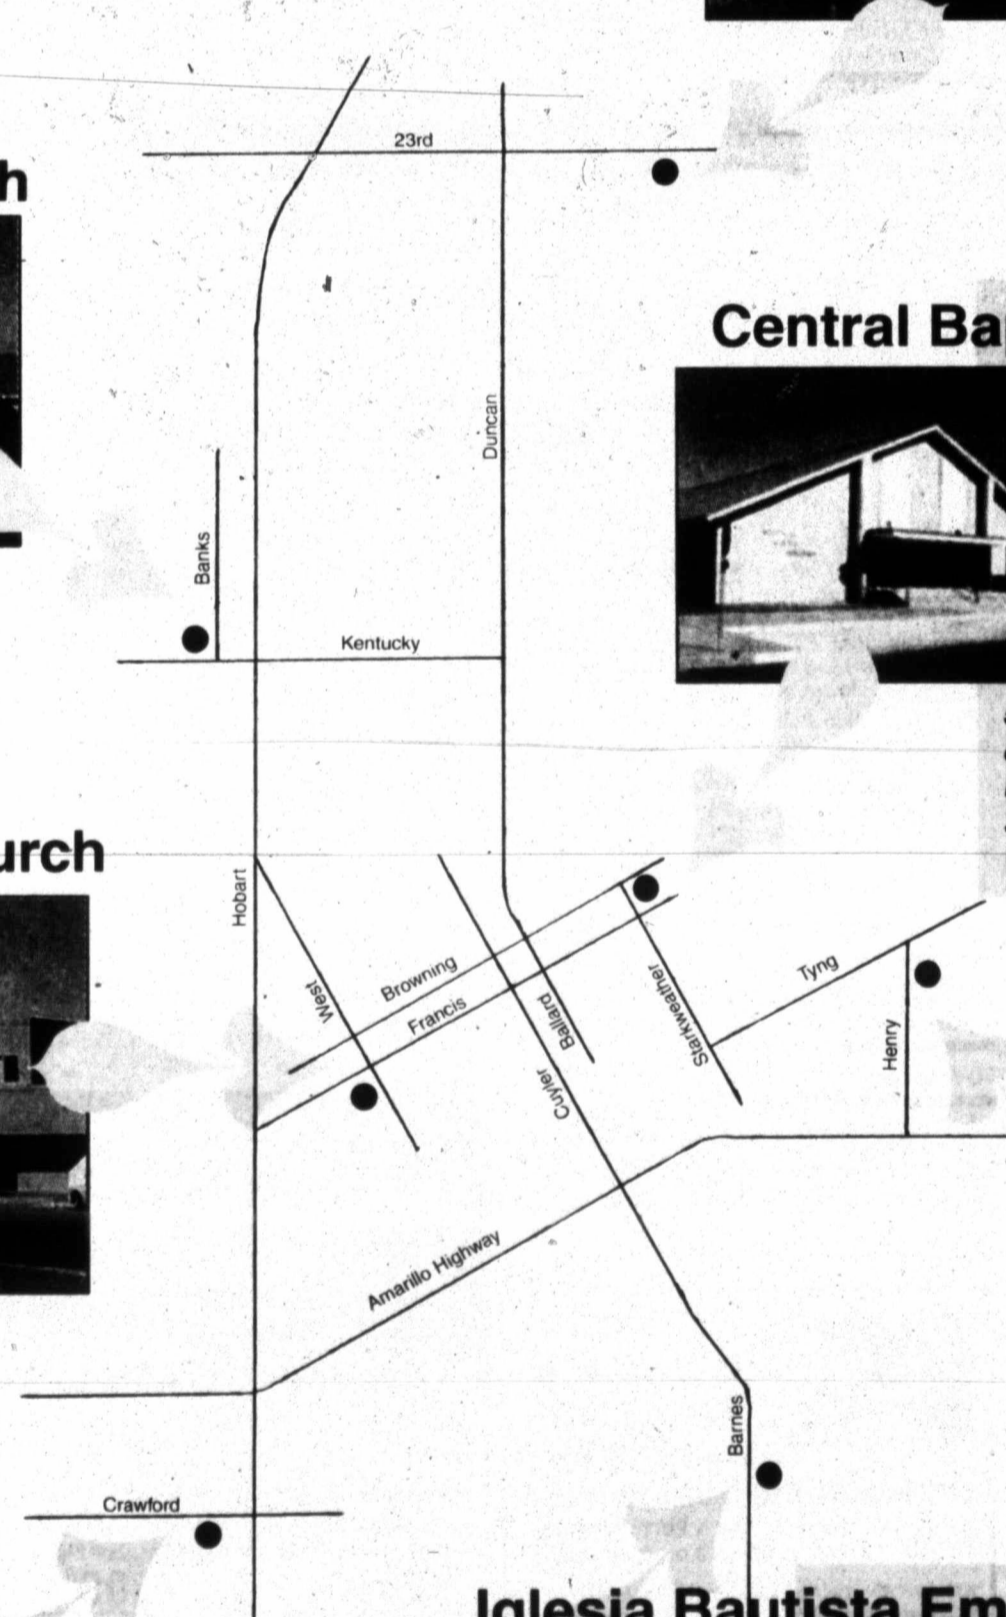 23rd
h
Central Ba
Duncan
Banks
Kentucky
urch
Hobart
Browning
West
Francis
Ballard
Starkweather
Tyng
Henry
Cuyler
Amarillo Highway
Barnes
Crawford
Iglesia Bautista Em